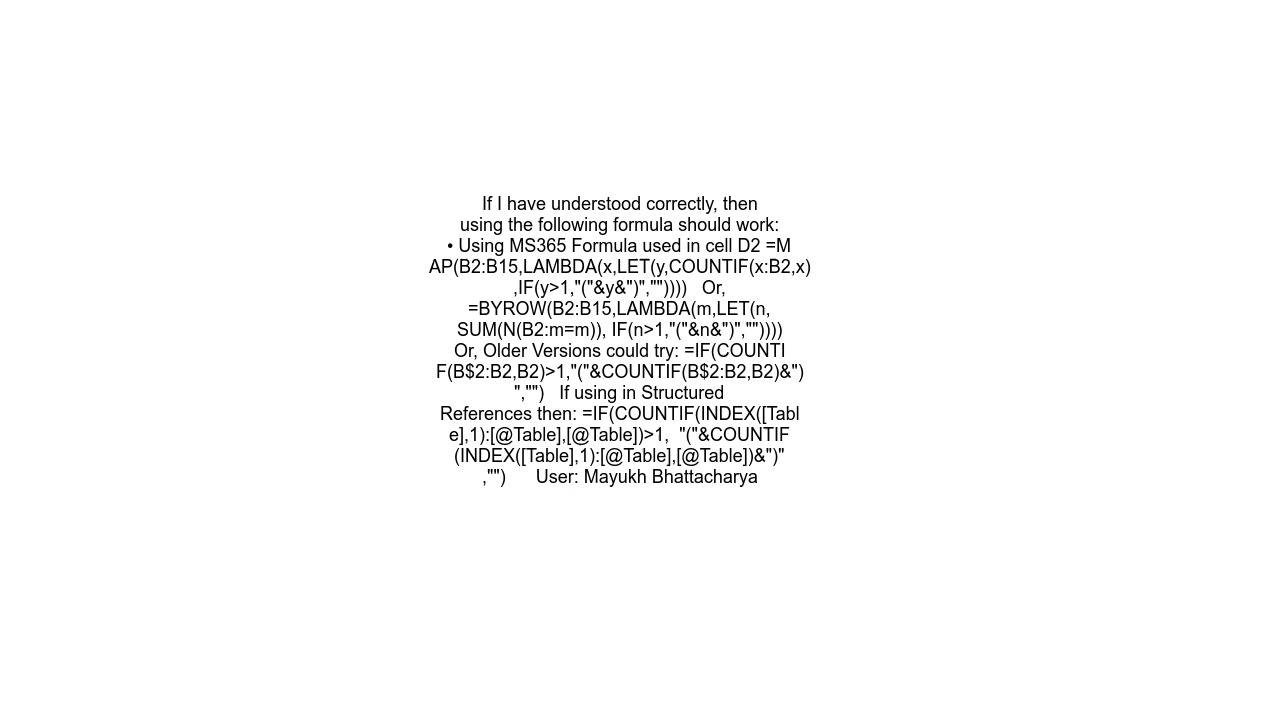 If I have understood correctly, then
using the following formula should work:
• Using MS365 Formula used in cell D2 =M
AP(B2:B15,LAMBDA(x,LET(y,COUNTIF(x:B2,x)
,IF(y>1,"("&y&")",""))))   Or,
=BYROW(B2:B15,LAMBDA(m,LET(n,
SUM(N(B2:m=m)), IF(n>1,"("&n&")",""))))
Or, Older Versions could try: =IF(COUNTI
F(B$2:B2,B2)>1,"("&COUNTIF(B$2:B2,B2)&")
","")   If using in Structured
References then: =IF(COUNTIF(INDEX([Tabl
e],1):[@Table],[@Table])>1,  "("&COUNTIF
(INDEX([Table],1):[@Table],[@Table])&")"
,"")      User: Mayukh Bhattacharya